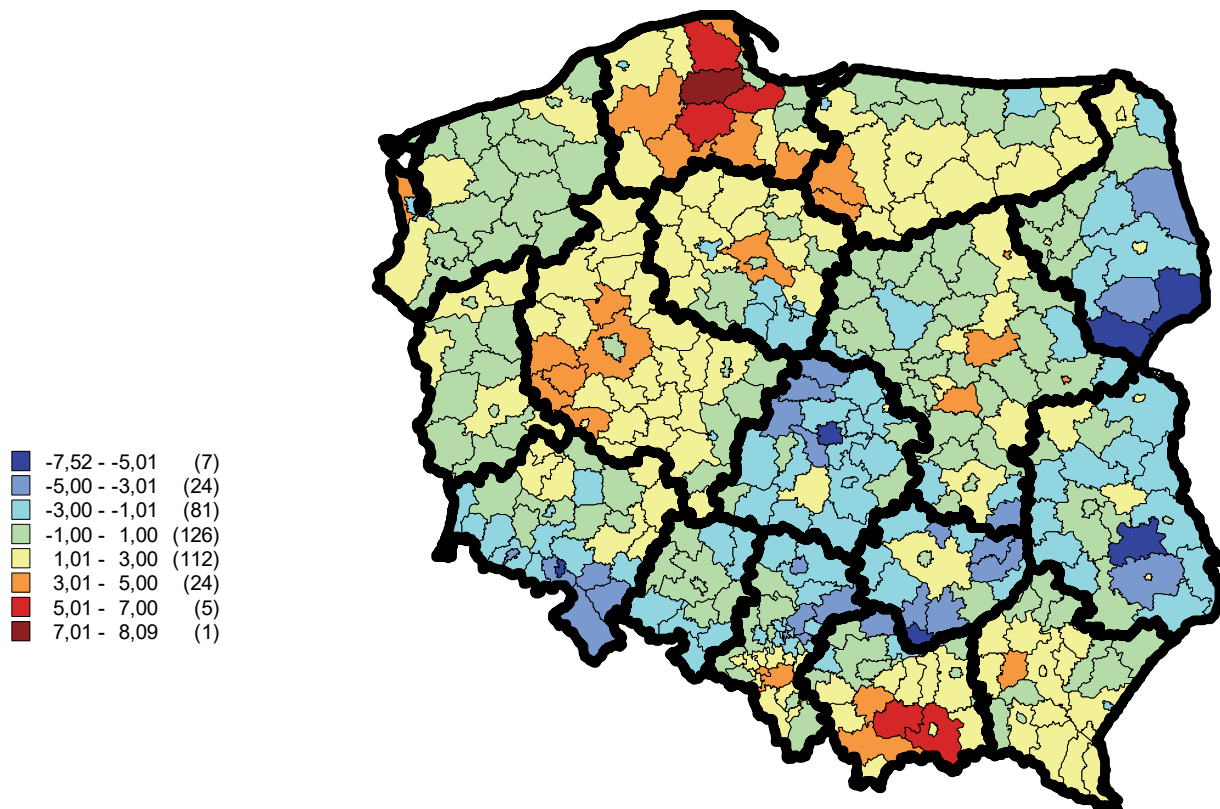 -7,52 - -5,01 (7)
-5,00 - -3,01 (24)
-3,00 - -1,01 (81)
-1,00 - 1,00 (126)
1,01 - 3,00 (112)
3,01 - 5,00 (24)
5,01 - 7,00 (5)
7,01 - 8,09 (1)